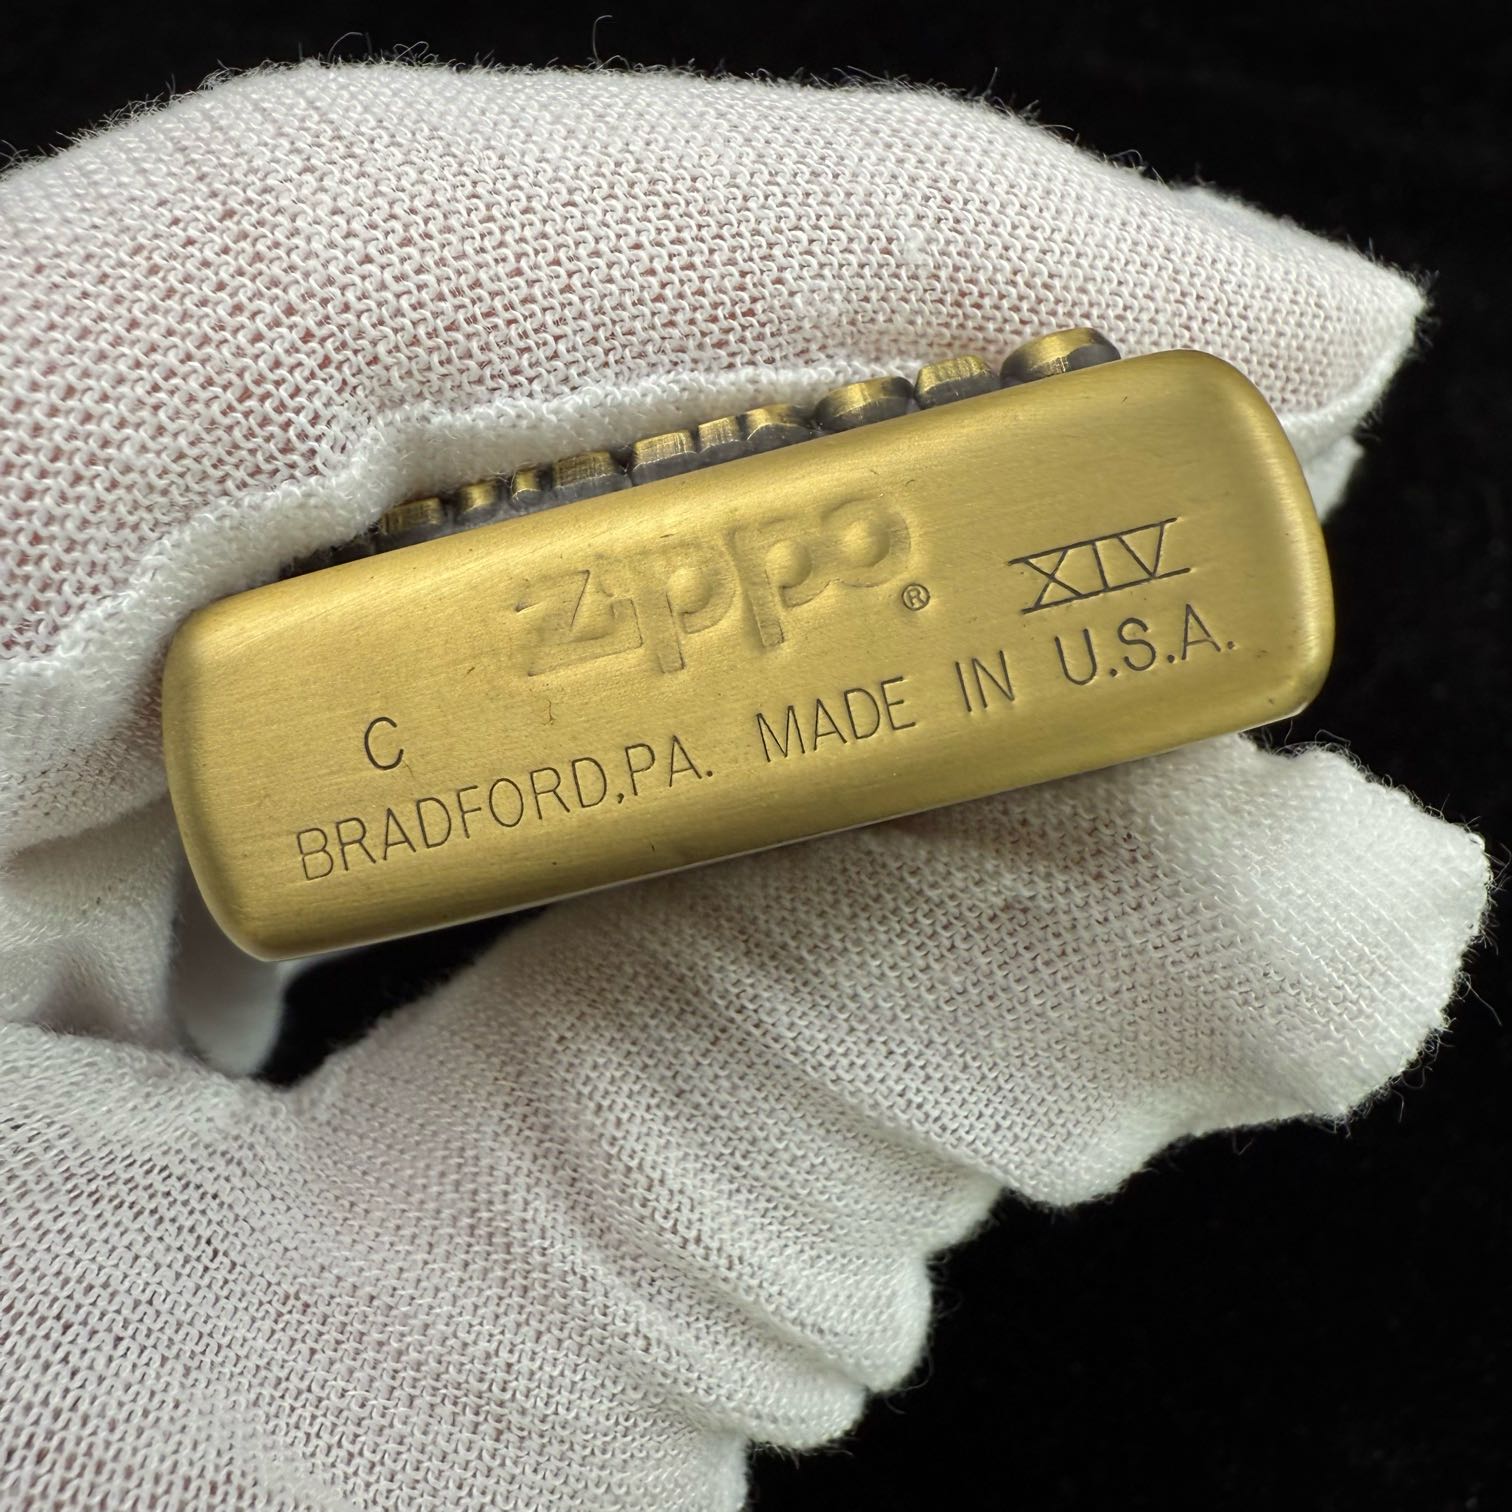 zippo®
C XIV
BRADFORD,PA. MADE IN U.S.A.